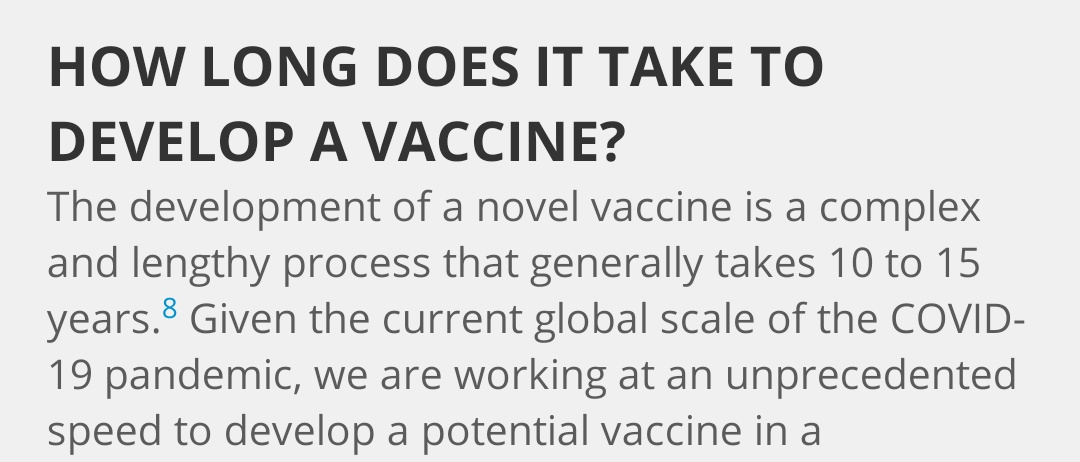 HOW LONG DOES IT TAKE TO
DEVELOP A VACCINE?
The development of a novel vaccine is a complex
and lengthy process that generally takes 10 to 15
years.8 Given the current global scale of the COVID-
19 pandemic, we are working at an unprecedented
speed to develop a potential vaccine in a